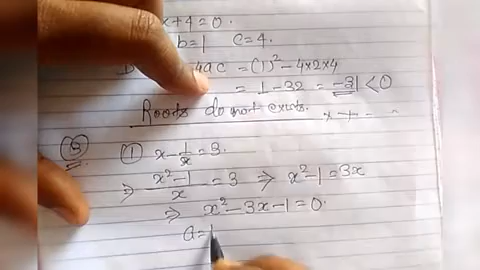 x+4=0.
b=1 c=4.
4ac = (1)² - 4×2×4
= 1 - 32 = -31 < 0
Roots do not exists.
③ ① x - 1/x = 3.
⇒ (x² - 1)/x = 3 ⇒ x² - 1 = 3x
⇒ x² - 3x - 1 = 0.
a = 1